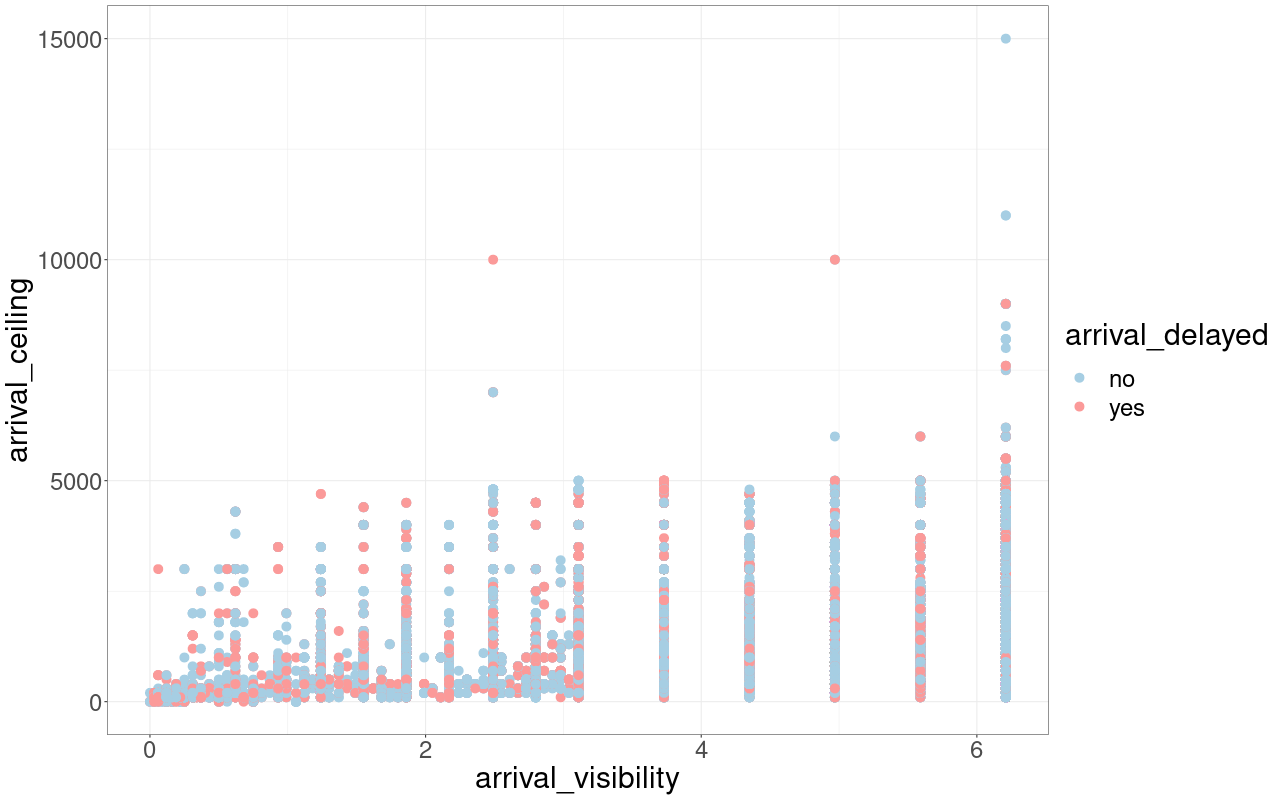 15000
10000
5000
0
arrival_ceiling
0 2 4 6
arrival_visibility
arrival_delayed
no
yes